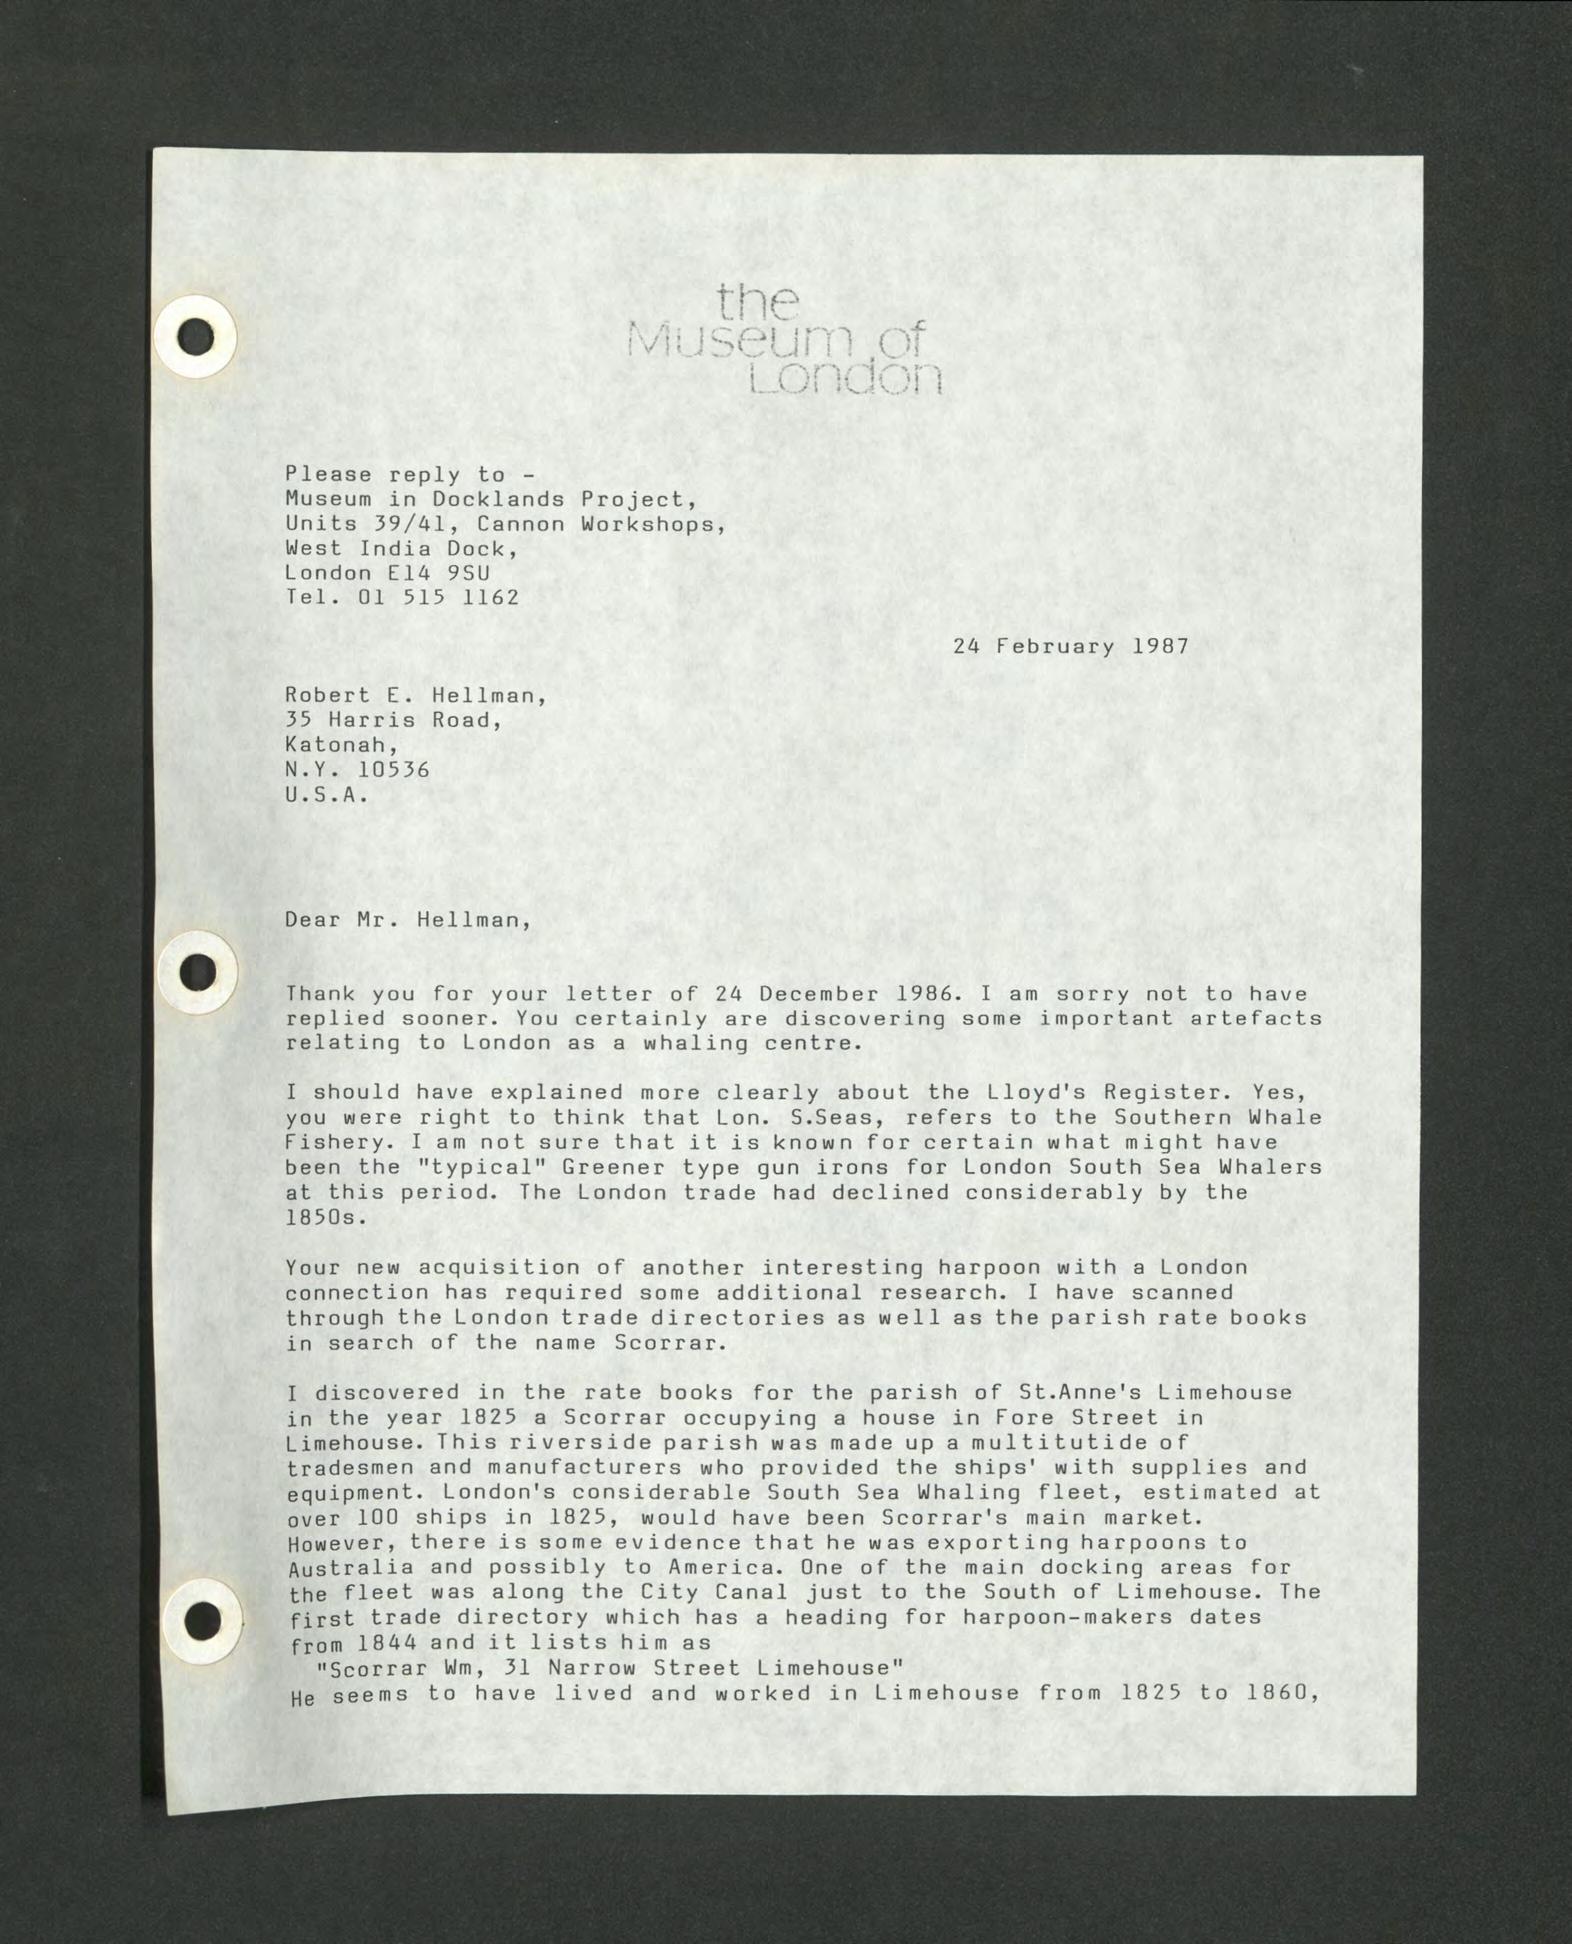 the
Museum of
London
Please reply to -
Museum in Docklands Project,
Units 39/41, Cannon Workshops,
West India Dock,
London E14 9SU
Tel. 01 515 1162
24 February 1987
Robert E. Hellman,
35 Harris Road,
Katonah,
N.Y. 10536
U.S.A.
Dear Mr. Hellman,
Thank you for your letter of 24 December 1986. I am sorry not to have
replied sooner. You certainly are discovering some important artefacts
relating to London as a whaling centre.
I should have explained more clearly about the Lloyd's Register. Yes,
you were right to think that Lon. S.Seas, refers to the Southern Whale
Fishery. I am not sure that it is known for certain what might have
been the "typical" Greener type gun irons for London South Sea Whalers
at this period. The London trade had declined considerably by the
1850s.
Your new acquisition of another interesting harpoon with a London
connection has required some additional research. I have scanned
through the London trade directories as well as the parish rate books
in search of the name Scorrar.
I discovered in the rate books for the parish of St.Anne's Limehouse
in the year 1825 a Scorrar occupying a house in Fore Street in
Limehouse. This riverside parish was made up a multitutide of
tradesmen and manufacturers who provided the ships' with supplies and
equipment. London's considerable South Sea Whaling fleet, estimated at
over 100 ships in 1825, would have been Scorrar's main market.
However, there is some evidence that he was exporting harpoons to
Australia and possibly to America. One of the main docking areas for
the fleet was along the City Canal just to the South of Limehouse. The
first trade directory which has a heading for harpoon-makers dates
from 1844 and it lists him as
"Scorrar Wm, 31 Narrow Street Limehouse"
He seems to have lived and worked in Limehouse from 1825 to 1860,